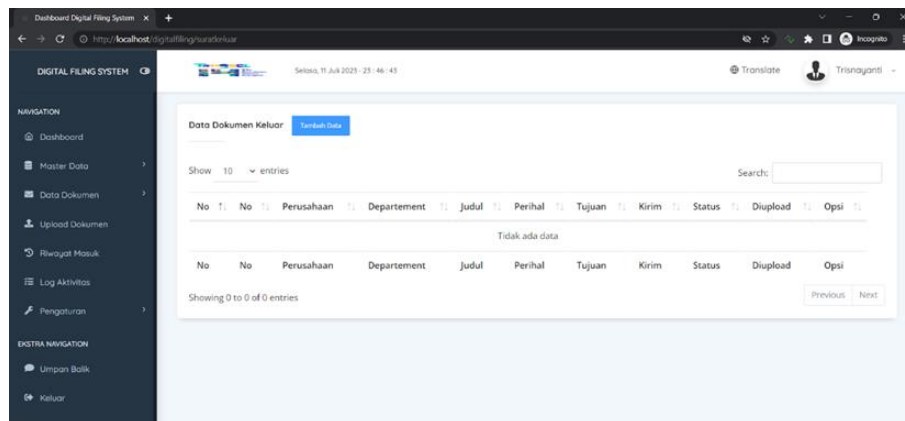 Dashboard Digital Filing System
http://localhost/digitalfiling/suratkeluar
Incognito
DIGITAL FILING SYSTEM
Selasa, 11 Juli 2023 - 23 : 46 : 43
Translate
Trisnayanti
NAVIGATION
Dashboard
Master Data
Data Dokumen
Upload Dokumen
Riwayat Masuk
Log Aktivitas
Pengaturan
EKSTRA NAVIGATION
Umpan Balik
Keluar
Data Dokumen Keluar
Tambah Data
Show 10 entries
Search:
No No Perusahaan Departement Judul Perihal Tujuan Kirim Status Diupload Opsi
Tidak ada data
No No Perusahaan Departement Judul Perihal Tujuan Kirim Status Diupload Opsi
Showing 0 to 0 of 0 entries
Previous Next